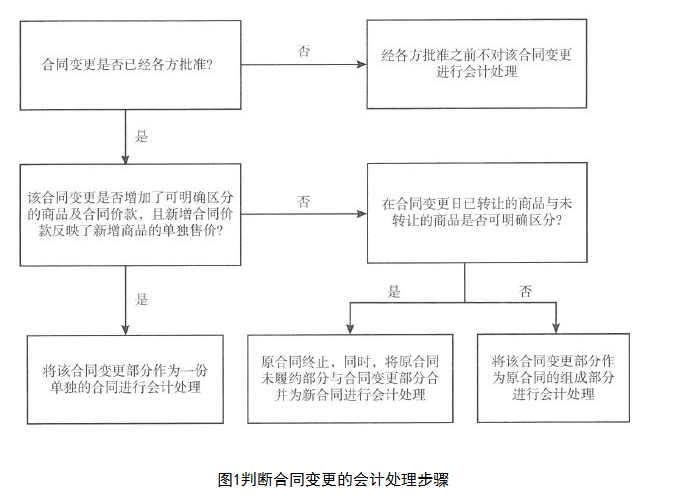 合同变更是否已经各方批准？
否
经各方批准之前不对该合同变更
进行会计处理
是
该合同变更是否增加了可明确区分
的商品及合同价款，且新增合同价
款反映了新增商品的单独售价？
否
在合同变更日已转让的商品与未
转让的商品是否可明确区分？
是
是
否
将该合同变更部分作为一份
单独的合同进行会计处理
原合同终止，同时，将原合同
未履约部分与合同变更部分合
并为新合同进行会计处理
将该合同变更部分作
为原合同的组成部分
进行会计处理
图1判断合同变更的会计处理步骤